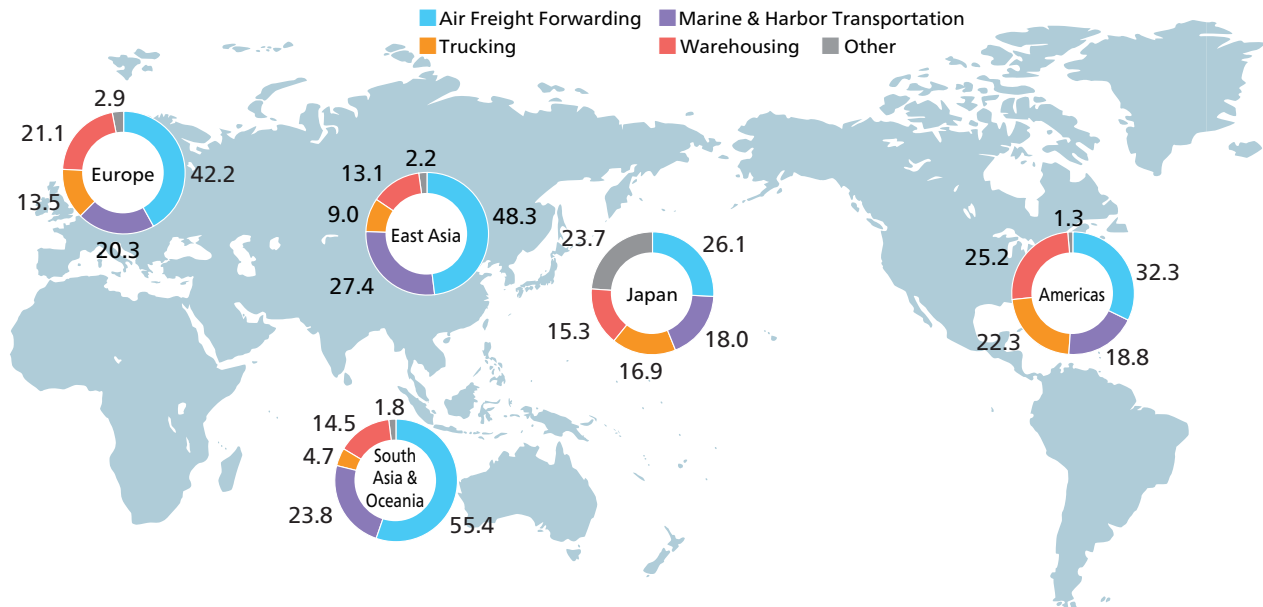 Air Freight Forwarding
Marine & Harbor Transportation
Trucking
Warehousing
Other
2.9
21.1
42.2
Europe
13.5
20.3
2.2
13.1
9.0
48.3
East Asia
27.4
23.7
26.1
Japan
15.3
18.0
16.9
1.3
25.2
32.3
Americas
22.3
18.8
1.8
14.5
4.7
South
Asia &
Oceania
23.8
55.4